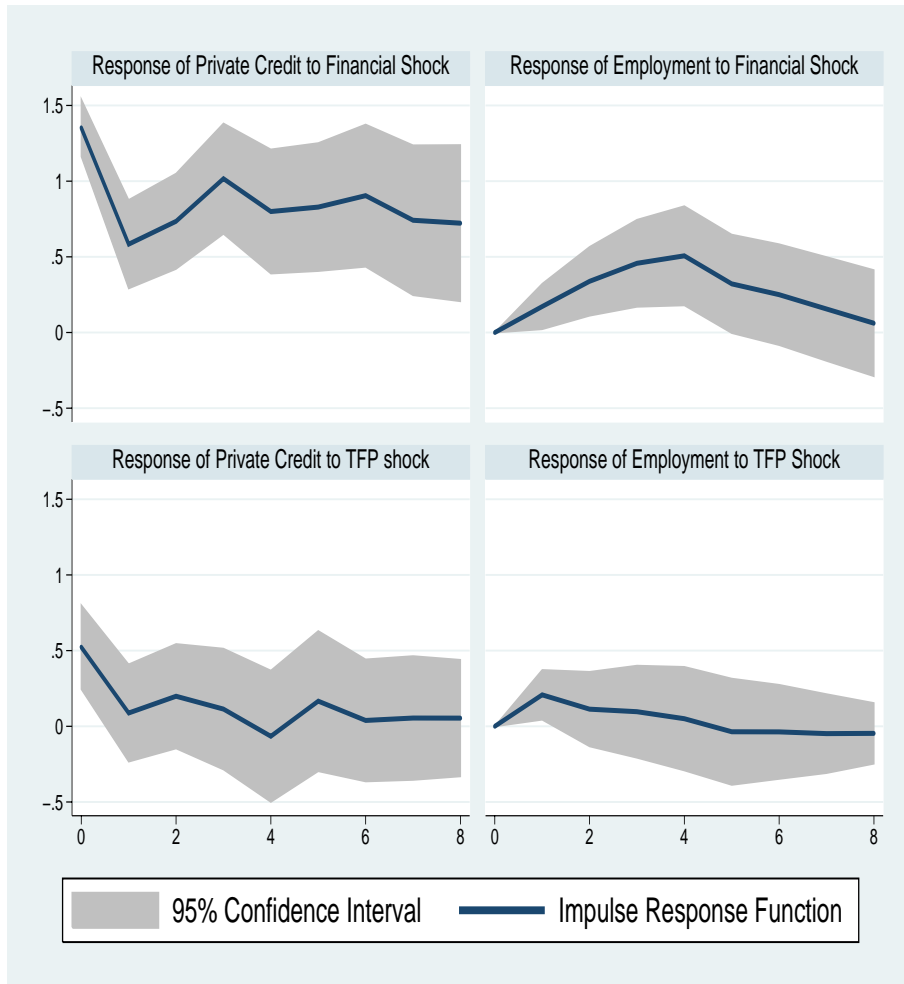 Response of Private Credit to Financial Shock
Response of Employment to Financial Shock
1.5
1
.5
0
−.5
Response of Private Credit to TFP shock
Response of Employment to TFP Shock
1.5
1
.5
0
−.5
0 2 4 6 8
0 2 4 6 8
95% Confidence Interval
Impulse Response Function